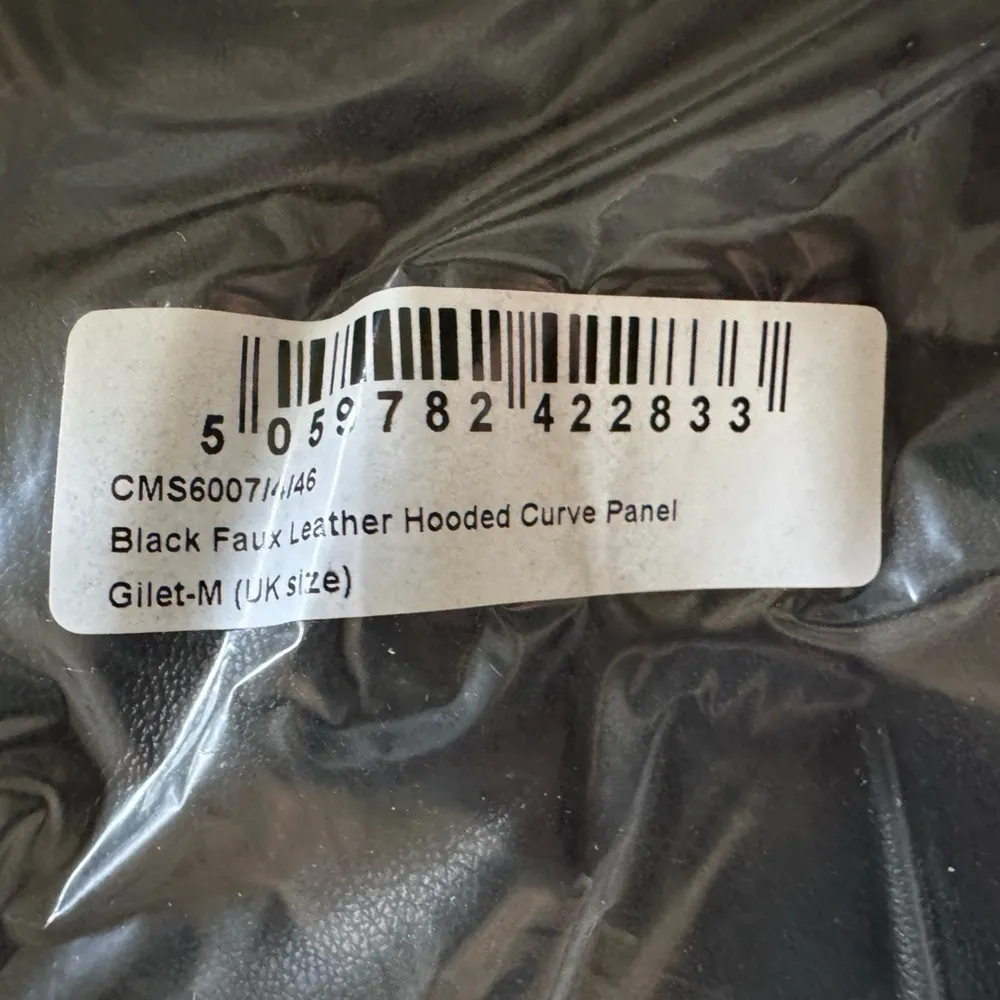 5 059782 422833
CMS6007/4/46
Black Faux Leather Hooded Curve Panel
Gilet-M (UK size)